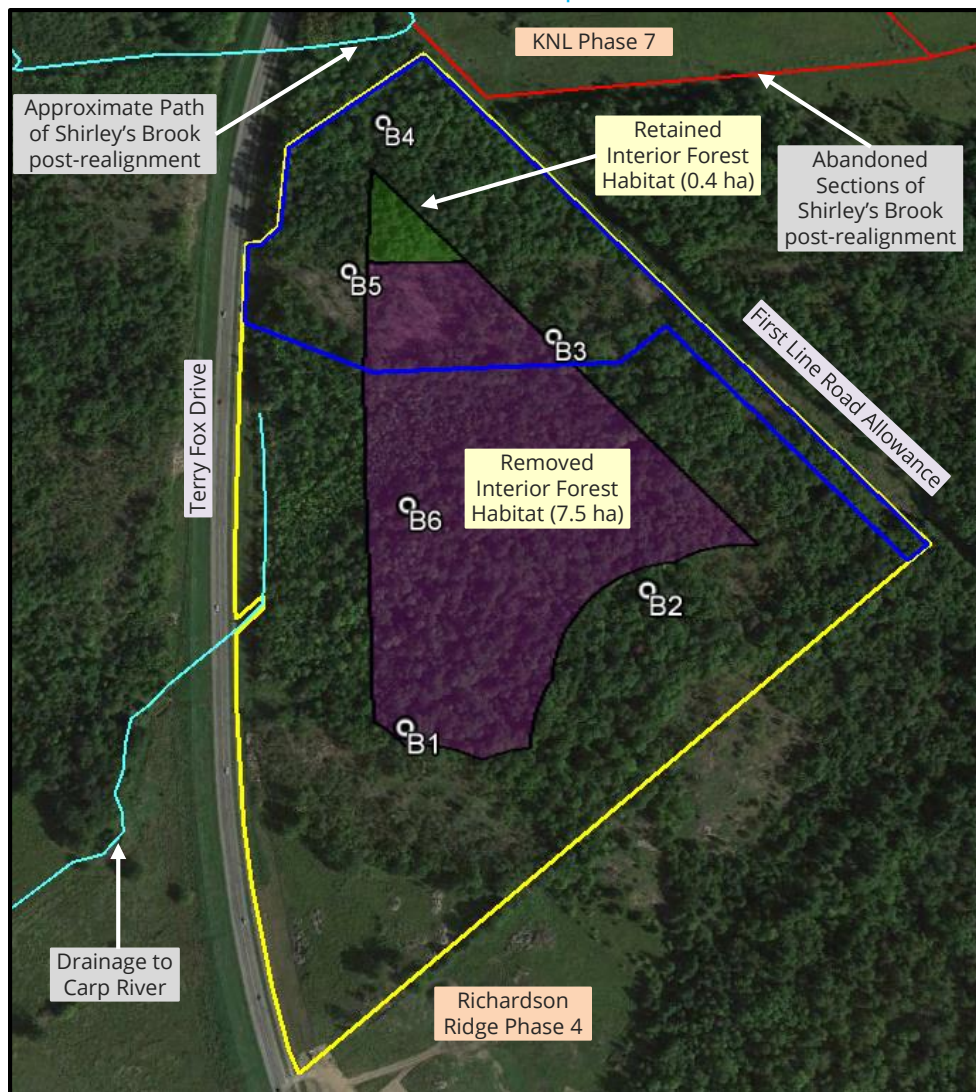 KNL Phase 7
Approximate Path
of Shirley's Brook
post-realignment
Retained
Interior Forest
Habitat (0.4 ha)
Abandoned
Sections of
Shirley's Brook
post-realignment
B4
B5
B3
First Line Road Allowance
Terry Fox Drive
Removed
Interior Forest
Habitat (7.5 ha)
B6
B2
B1
Drainage to
Carp River
Richardson
Ridge Phase 4